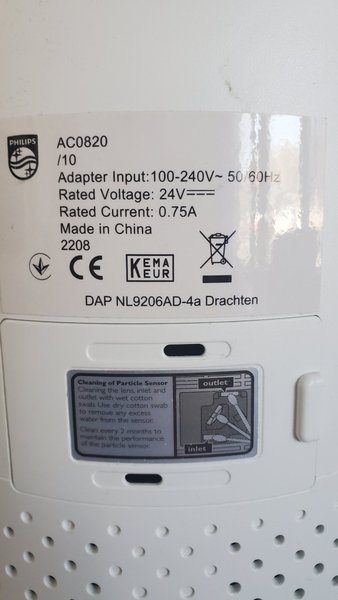 PHILIPS
AC0820
/10
Adapter Input:100-240V~ 50/60Hz
Rated Voltage: 24V⎓
Rated Current: 0.75A
Made in China
2208
CE
KEMA
EUR
DAP NL9206AD-4a Drachten
Cleaning of Particle Sensor
Cleaning the lens, inlet and
outlet with wet cotton
swab. Use dry cotton swab
to remove any excess
water from the sensor.
Clean every 2 months to
maintain the performance
of the particle sensor.
outlet
inlet